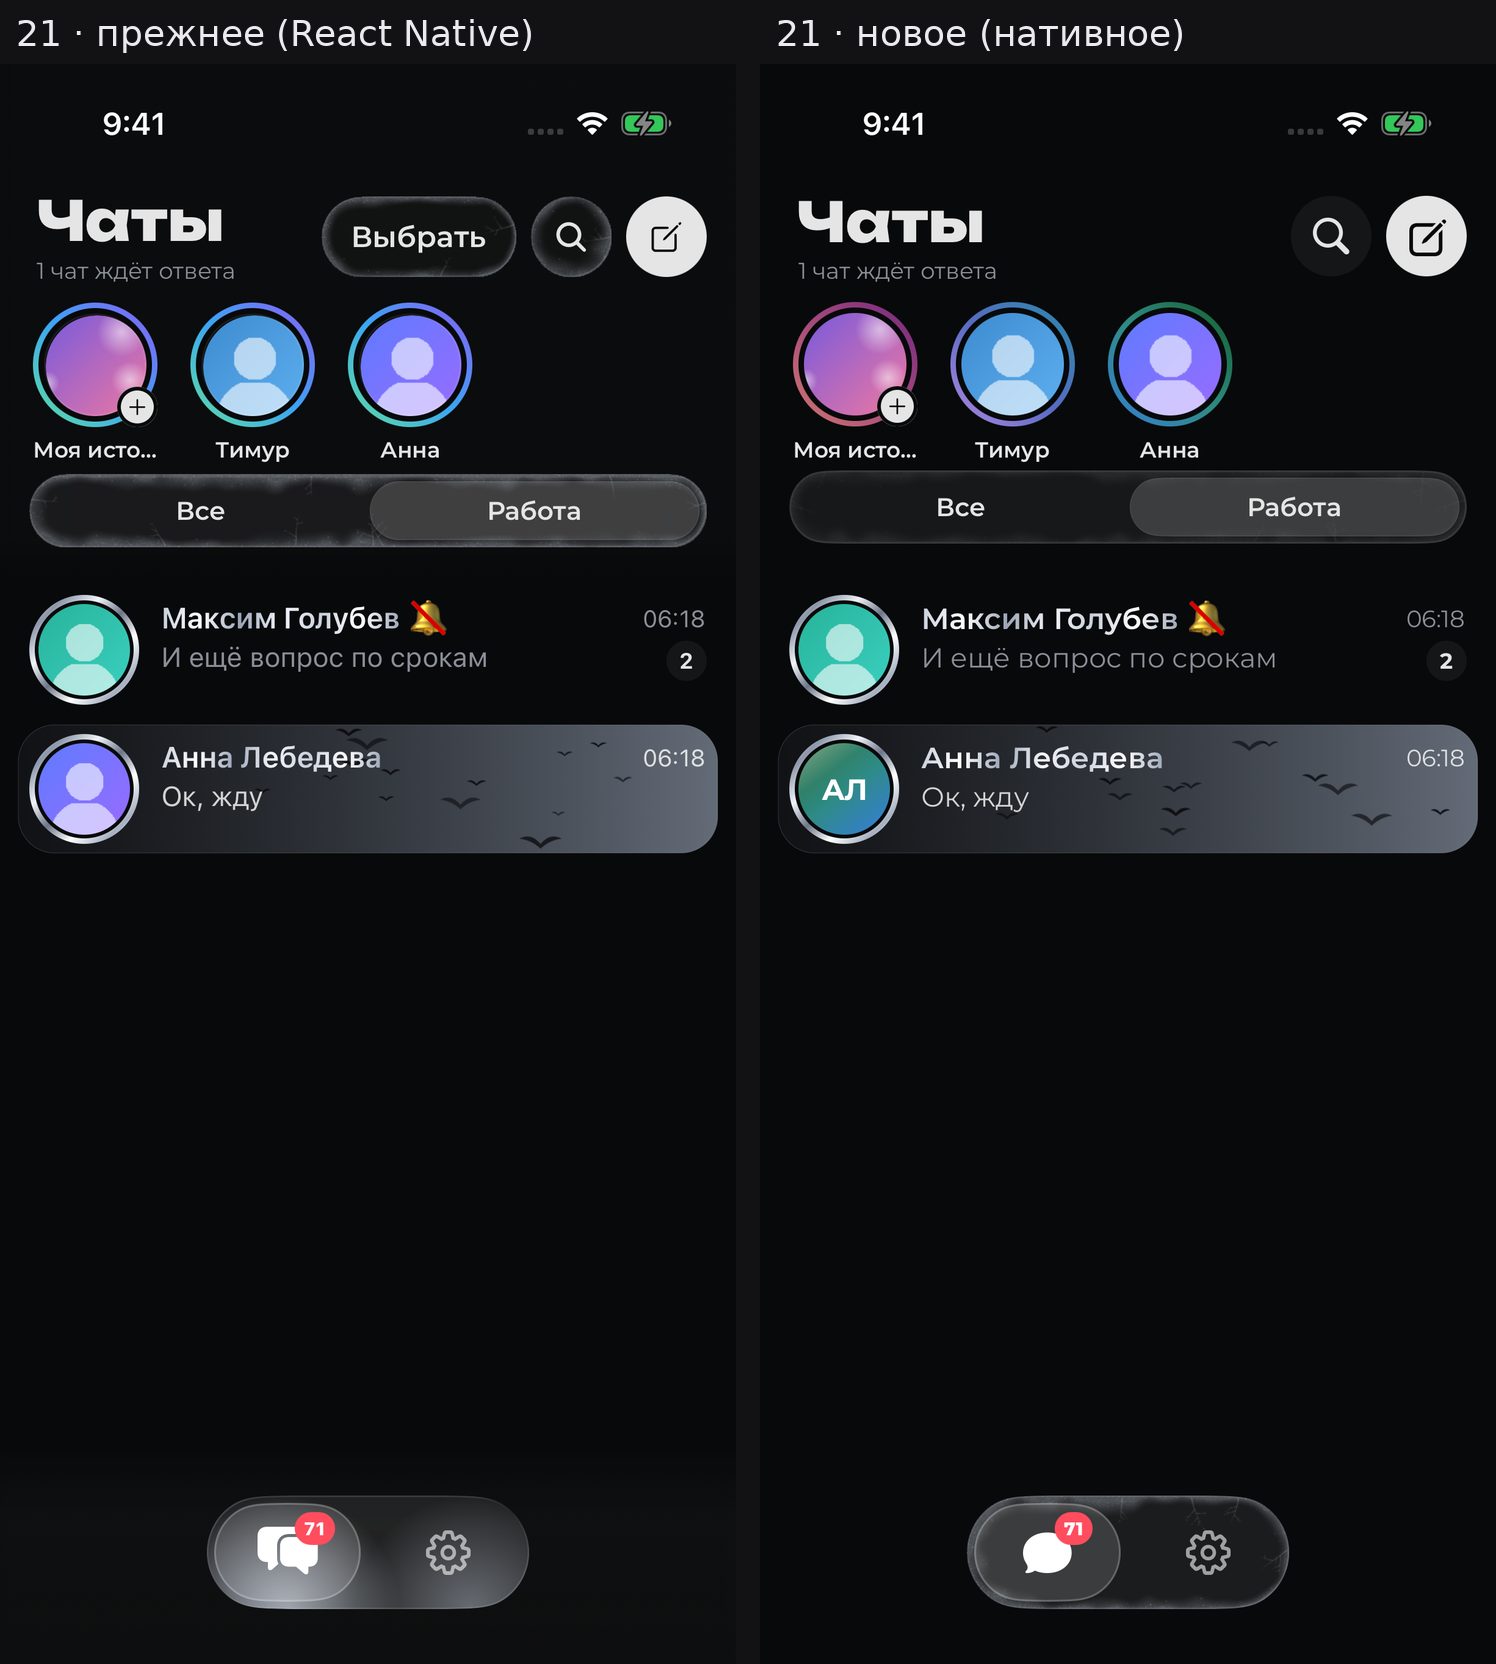 21 · прежнее (React Native)
9:41
Чаты
Выбрать
1 чат ждёт ответа
Моя исто...
Тимур
Анна
Все
Работа
Максим Голубев 🔕
06:18
И ещё вопрос по срокам
2
Анна Лебедева
06:18
Ок, жду
71
21 · новое (нативное)
9:41
Чаты
1 чат ждёт ответа
Моя исто...
Тимур
Анна
Все
Работа
Максим Голубев 🔕
06:18
И ещё вопрос по срокам
2
АЛ
Анна Лебедева
06:18
Ок, жду
71